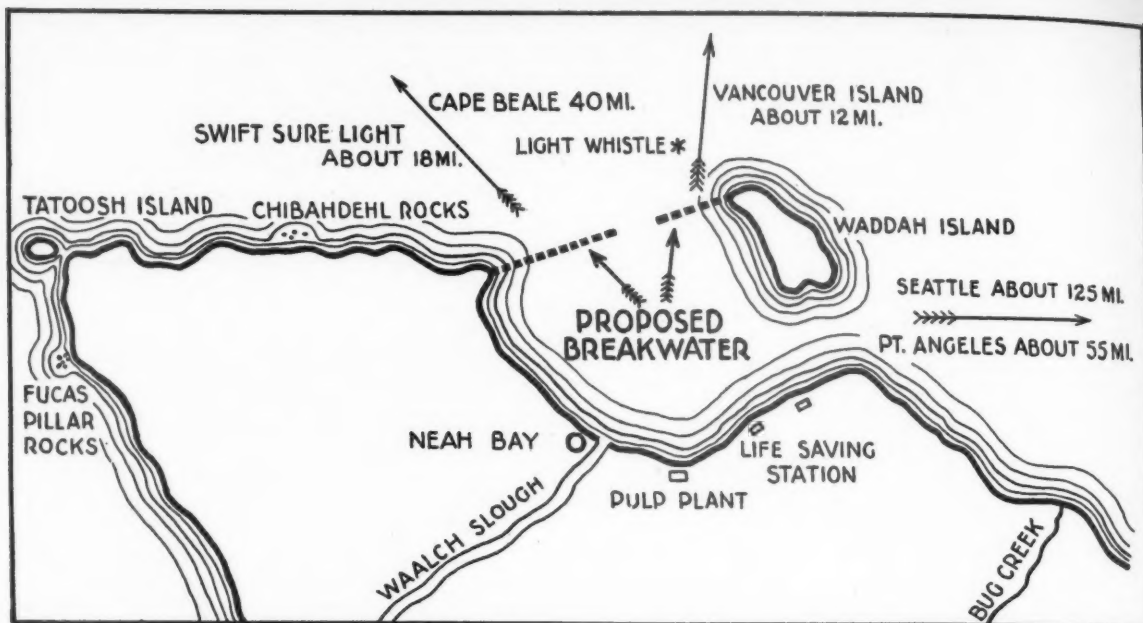 CAPE BEALE 40 MI.
SWIFT SURE LIGHT
ABOUT 18 MI.
VANCOUVER ISLAND
ABOUT 12 MI.
LIGHT WHISTLE *
TATOOSH ISLAND
CHIBAHDEHL ROCKS
WADDAH ISLAND
SEATTLE ABOUT 125 MI.
PT. ANGELES ABOUT 55 MI.
PROPOSED
BREAKWATER
FUCAS
PILLAR
ROCKS
NEAH BAY
LIFE SAVING
STATION
PULP PLANT
WAALCH SLOUGH
BUG CREEK